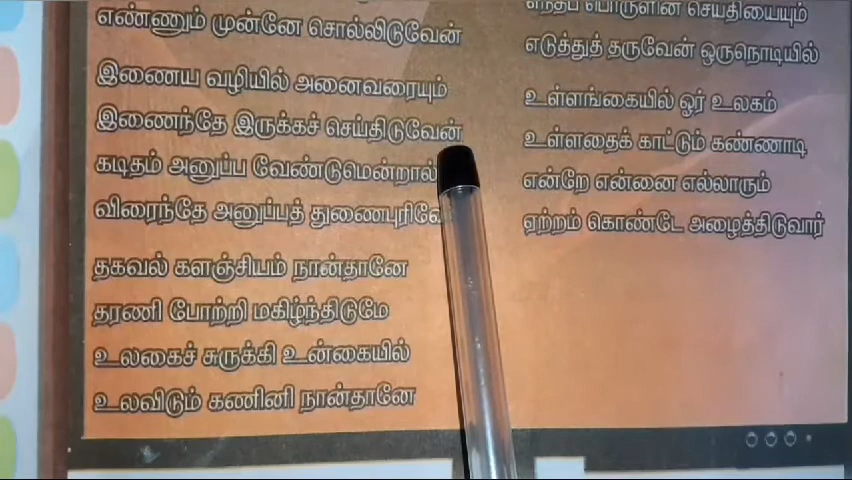 எண்ணும் முன்னே சொல்லிடுவேன்
இணைய வழியில் அனைவரையும்
இணைந்தே இருக்கச் செய்திடுவேன்
கடிதம் அனுப்ப வேண்டுமென்றால்
விரைந்தே அனுப்பத் துணைபுரிவே
தகவல் களஞ்சியம் நான்தானே
தரணி போற்றி மகிழ்ந்திடுமே
உலகைச் சுருக்கி உன்கையில்
உலவிடும் கணினி நான்தானே
எந்தப் பொருளின் செய்தியையும்
எடுத்துத் தருவேன் ஒருநொடியில்
உள்ளங்கையில் ஓர் உலகம்
உள்ளதைக் காட்டும் கண்ணாடி
என்றே என்னை எல்லாரும்
ஏற்றம் கொண்டே அழைத்திடுவார்